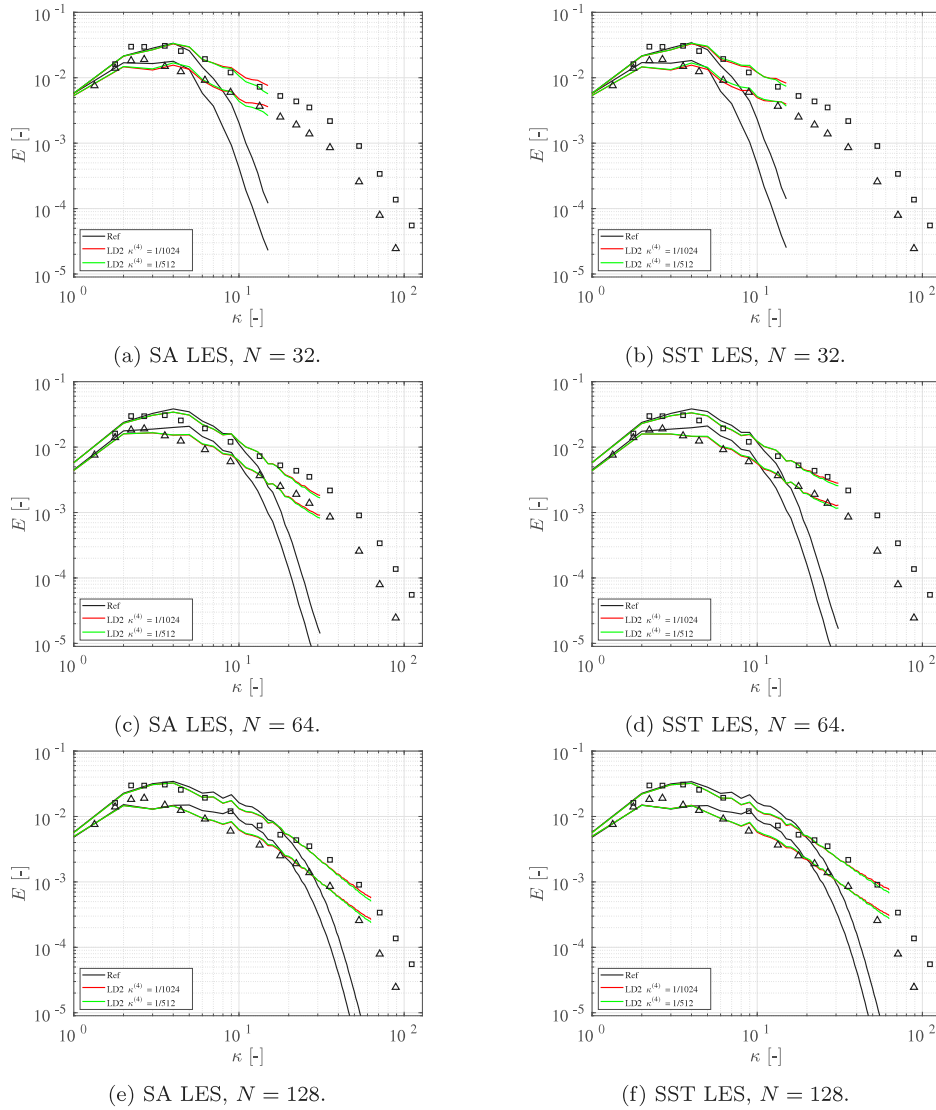 10^{-1}
10^{-2}
10^{-3}
10^{-4}
10^{-5}
E [-]
Ref
LD2 κ^{(4)} = 1/1024
LD2 κ^{(4)} = 1/512
10^0
10^1
10^2
κ [-]
(a) SA LES, N = 32.
10^{-1}
10^{-2}
10^{-3}
10^{-4}
10^{-5}
E [-]
Ref
LD2 κ^{(4)} = 1/1024
LD2 κ^{(4)} = 1/512
10^0
10^1
10^2
κ [-]
(b) SST LES, N = 32.
10^{-1}
10^{-2}
10^{-3}
10^{-4}
10^{-5}
E [-]
Ref
LD2 κ^{(4)} = 1/1024
LD2 κ^{(4)} = 1/512
10^0
10^1
10^2
κ [-]
(c) SA LES, N = 64.
10^{-1}
10^{-2}
10^{-3}
10^{-4}
10^{-5}
E [-]
Ref
LD2 κ^{(4)} = 1/1024
LD2 κ^{(4)} = 1/512
10^0
10^1
10^2
κ [-]
(d) SST LES, N = 64.
10^{-1}
10^{-2}
10^{-3}
10^{-4}
10^{-5}
E [-]
Ref
LD2 κ^{(4)} = 1/1024
LD2 κ^{(4)} = 1/512
10^0
10^1
10^2
κ [-]
(e) SA LES, N = 128.
10^{-1}
10^{-2}
10^{-3}
10^{-4}
10^{-5}
E [-]
Ref
LD2 κ^{(4)} = 1/1024
LD2 κ^{(4)} = 1/512
10^0
10^1
10^2
κ [-]
(f) SST LES, N = 128.